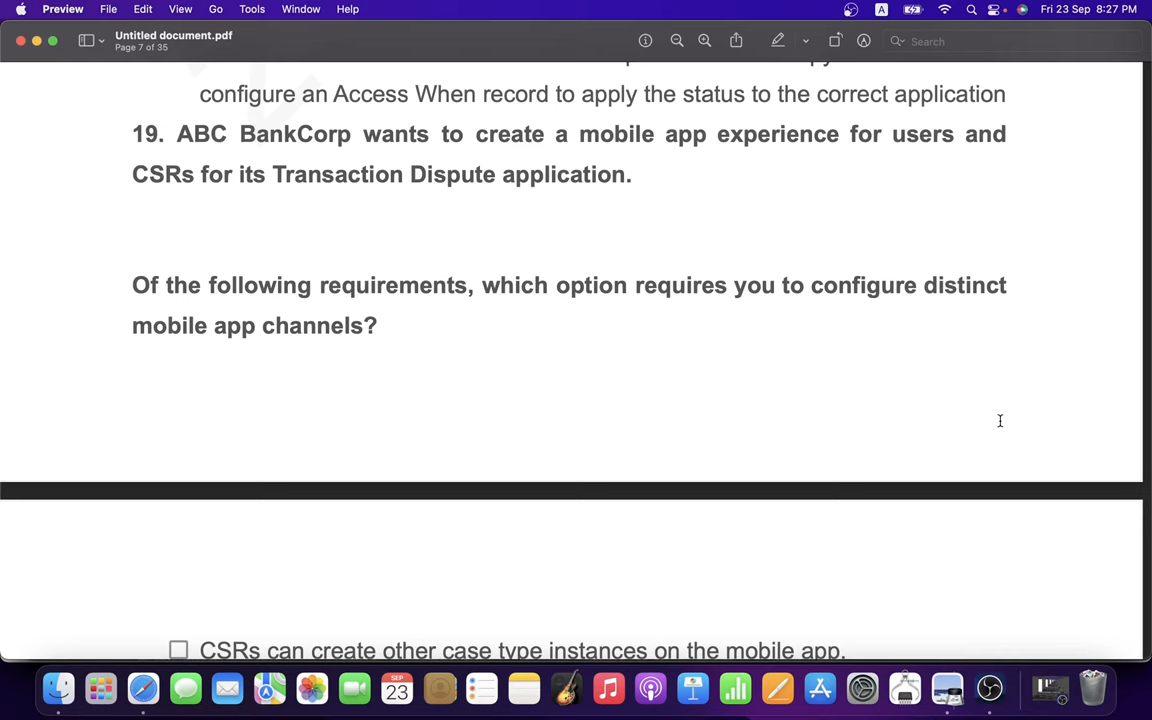 Preview File Edit View Go Tools Window Help A Fri 23 Sep 8:27 PM
Untitled document.pdf
Page 7 of 35
Search
configure an Access When record to apply the status to the correct application
19. ABC BankCorp wants to create a mobile app experience for users and
CSRs for its Transaction Dispute application.
Of the following requirements, which option requires you to configure distinct
mobile app channels?
CSRs can create other case type instances on the mobile app.
SEP
23